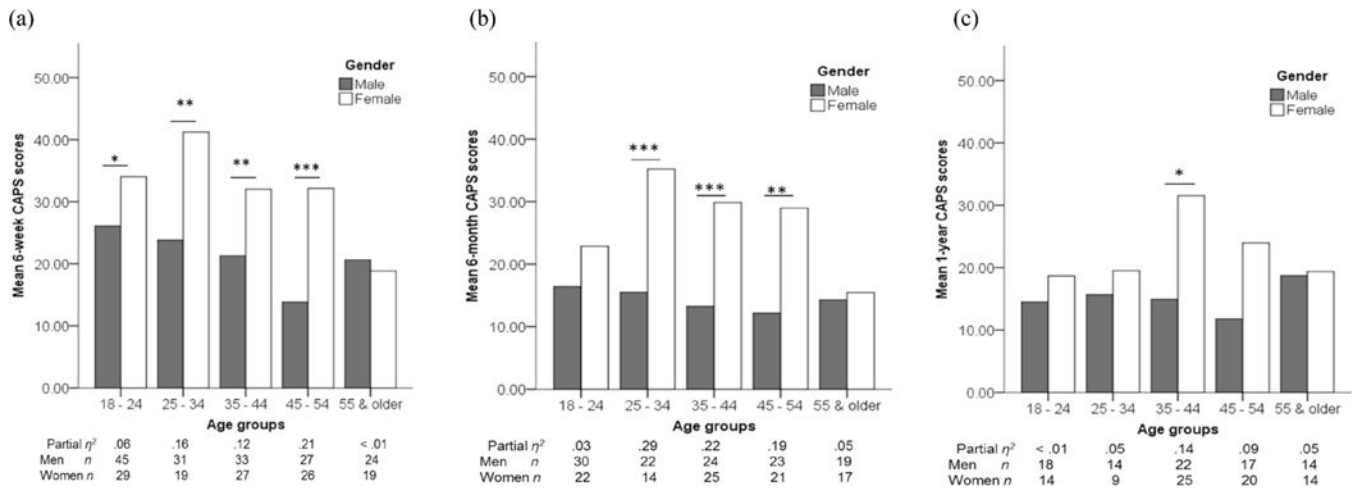 (a)
Mean 6-week CAPS scores
50.00
40.00
30.00
20.00
10.00
0.00
Gender
Male
Female
*
**
**
***
18 - 24 25 - 34 35 - 44 45 - 54 55 & older
Age groups
Partial η² .06 .16 .12 .21 < .01
Men n 45 31 33 27 24
Women n 29 19 27 26 19
(b)
Mean 6-month CAPS scores
50.00
40.00
30.00
20.00
10.00
0.00
Gender
Male
Female
***
***
**
18 - 24 25 - 34 35 - 44 45 - 54 55 & older
Age groups
Partial η² .03 .29 .22 .19 .05
Men n 30 22 24 23 19
Women n 22 14 25 21 17
(c)
Mean 1-year CAPS scores
50.00
40.00
30.00
20.00
10.00
0.00
Gender
Male
Female
*
18 - 24 25 - 34 35 - 44 45 - 54 55 & older
Age groups
Partial η² < .01 .05 .14 .09 .05
Men n 18 14 22 17 14
Women n 14 9 25 20 14